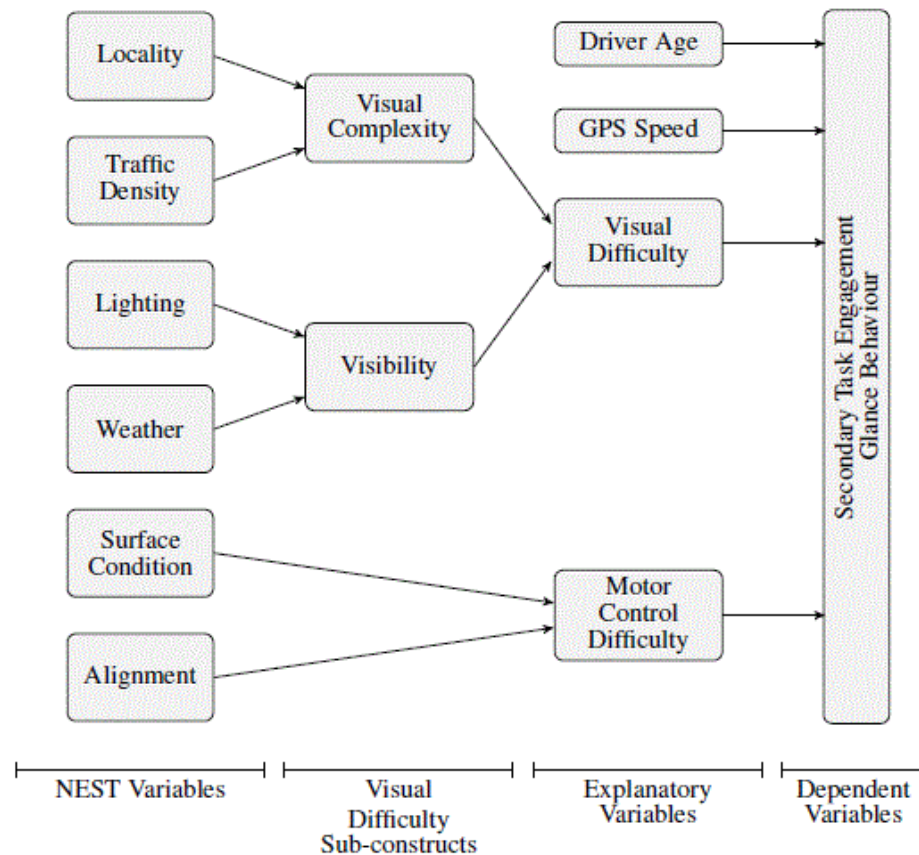 Locality
Traffic
Density
Lighting
Weather
Surface
Condition
Alignment
Visual
Complexity
Visibility
Driver Age
GPS Speed
Visual
Difficulty
Motor
Control
Difficulty
Secondary Task Engagement
Glance Behaviour
NEST Variables
Visual
Difficulty
Sub-constructs
Explanatory
Variables
Dependent
Variables